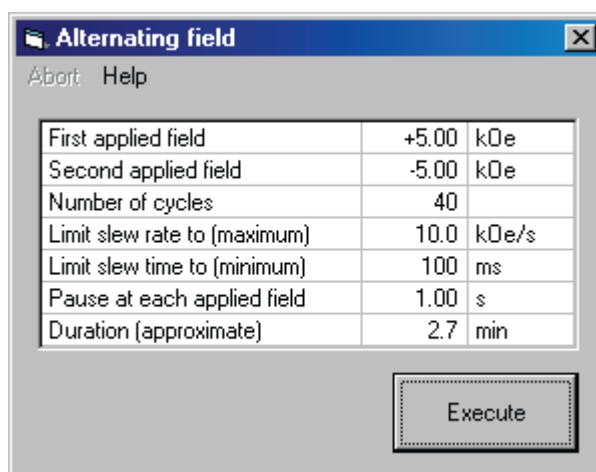 Alternating field
Abort Help
First applied field +5.00 kOe
Second applied field -5.00 kOe
Number of cycles 40
Limit slew rate to (maximum) 10.0 kOe/s
Limit slew time to (minimum) 100 ms
Pause at each applied field 1.00 s
Duration (approximate) 2.7 min
Execute